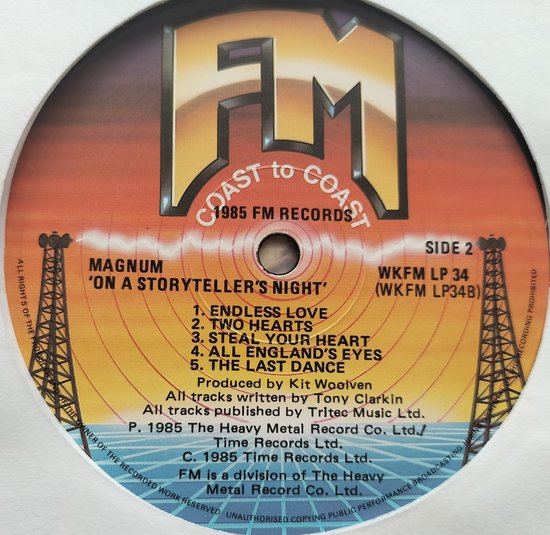 FM
COAST to COAST
1985 FM RECORDS
SIDE 2
MAGNUM
'ON A STORYTELLER'S NIGHT'
WKFM LP 34
(WKFM LP34B)
1. ENDLESS LOVE
2. TWO HEARTS
3. STEAL YOUR HEART
4. ALL ENGLAND'S EYES
5. THE LAST DANCE
Produced by Kit Woolven
All tracks written by Tony Clarkin
All tracks published by Tritec Music Ltd.
P. 1985 The Heavy Metal Record Co. Ltd./
Time Records Ltd.
C. 1985 Time Records Ltd.
FM is a division of The Heavy
Metal Record Co. Ltd.
ALL RIGHTS OF THE OWNER OF THE RECORDED WORK RESERVED UNAUTHORISED COPYING PUBLIC PERFORMANCE BROADCASTING RECORDING PROHIBITED